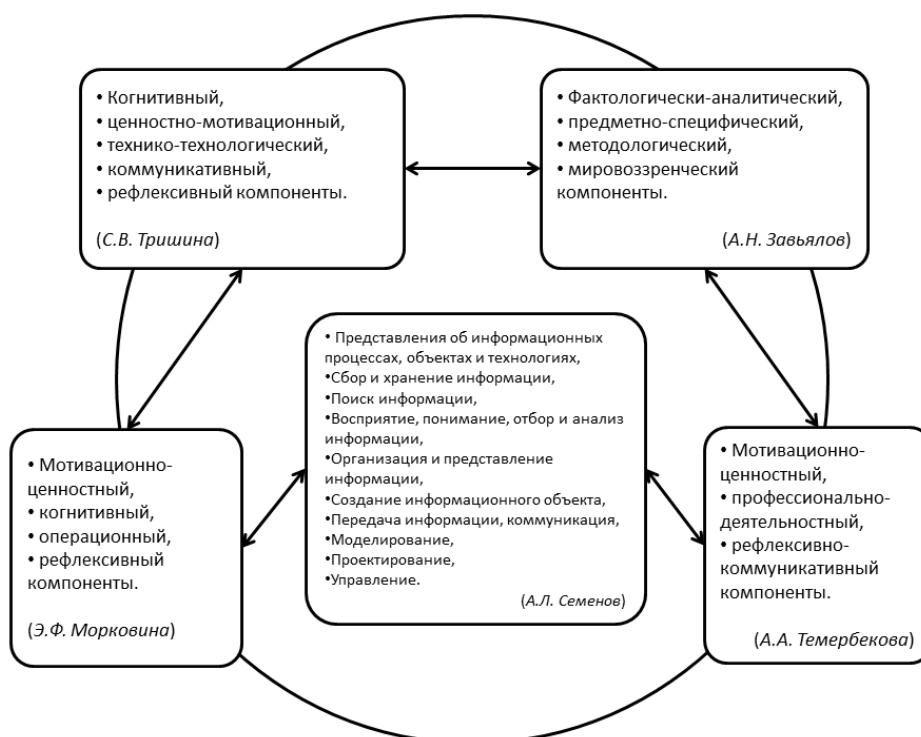 • Когнитивный,
• ценностно-мотивационный,
• технико-технологический,
• коммуникативный,
• рефлексивный компоненты.
(С.В. Тришина)
• Фактологически-аналитический,
• предметно-специфический,
• методологический,
• мировоззренческий
компоненты.
(А.Н. Завьялов)
• Представления об информационных
процессах, объектах и технологиях,
•Сбор и хранение информации,
•Поиск информации,
•Восприятие, понимание, отбор и анализ
информации,
•Организация и представление
информации,
•Создание информационного объекта,
•Передача информации, коммуникация,
•Моделирование,
•Проектирование,
•Управление.
(А.Л. Семенов)
• Мотивационно-
ценностный,
• когнитивный,
• операционный,
• рефлексивный
компоненты.
(Э.Ф. Морковина)
• Мотивационно-
ценностный,
• профессионально-
деятельностный,
• рефлексивно-
коммуникативный
компоненты.
(А.А. Темербекова)